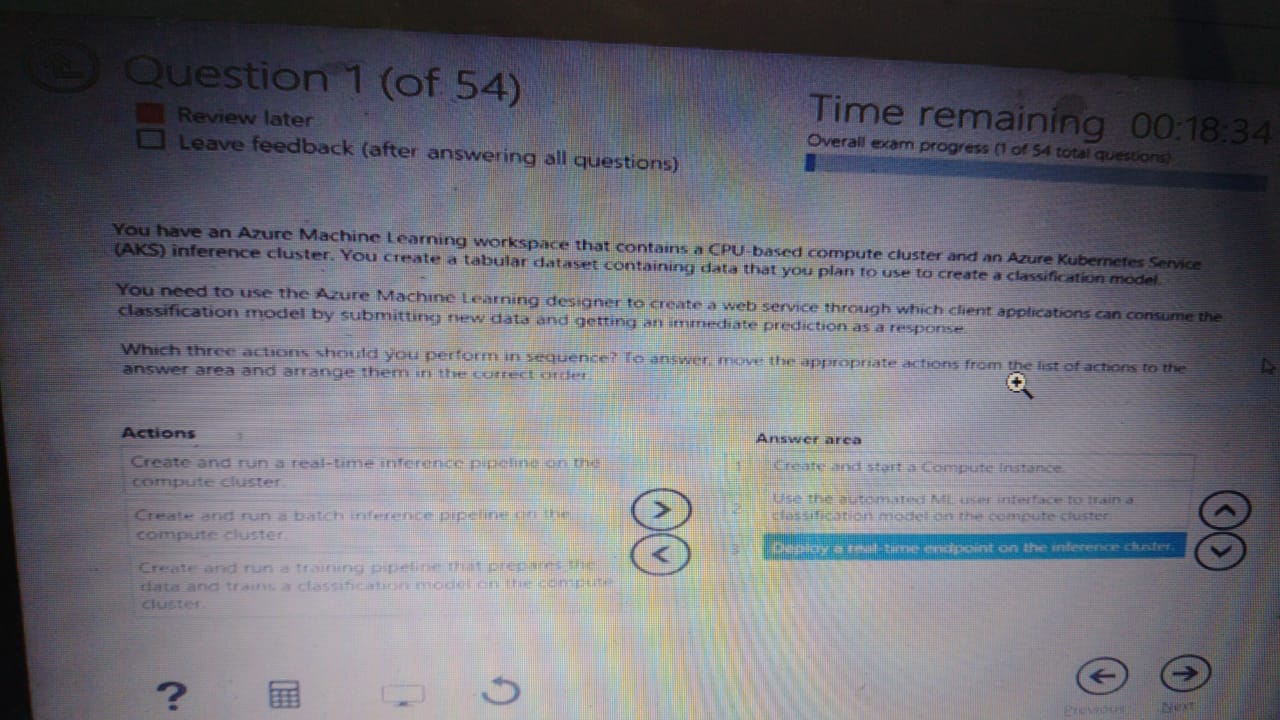 Question 1 (of 54)
Review later
Leave feedback (after answering all questions)
Time remaining 00:18:34
Overall exam progress (1 of 54 total questions)
You have an Azure Machine Learning workspace that contains a CPU-based compute cluster and an Azure Kubernetes Service
(AKS) inference cluster. You create a tabular dataset containing data that you plan to use to create a classification model.
You need to use the Azure Machine Learning designer to create a web service through which client applications can consume the
classification model by submitting new data and getting an immediate prediction as a response.
Which three actions should you perform in sequence? To answer, move the appropriate actions from the list of actions to the
answer area and arrange them in the correct order.
Actions
Create and run a real-time inference pipeline on the
compute cluster.
Create and run a batch inference pipeline on the
compute cluster.
Create and run a training pipeline that prepares the
data and trains a classification model on the compute
cluster.
Answer area
1 Create and start a Compute Instance.
2 Use the automated ML user interface to train a
classification model on the compute cluster.
3 Deploy a real-time endpoint on the inference cluster.
?
Previous
Next